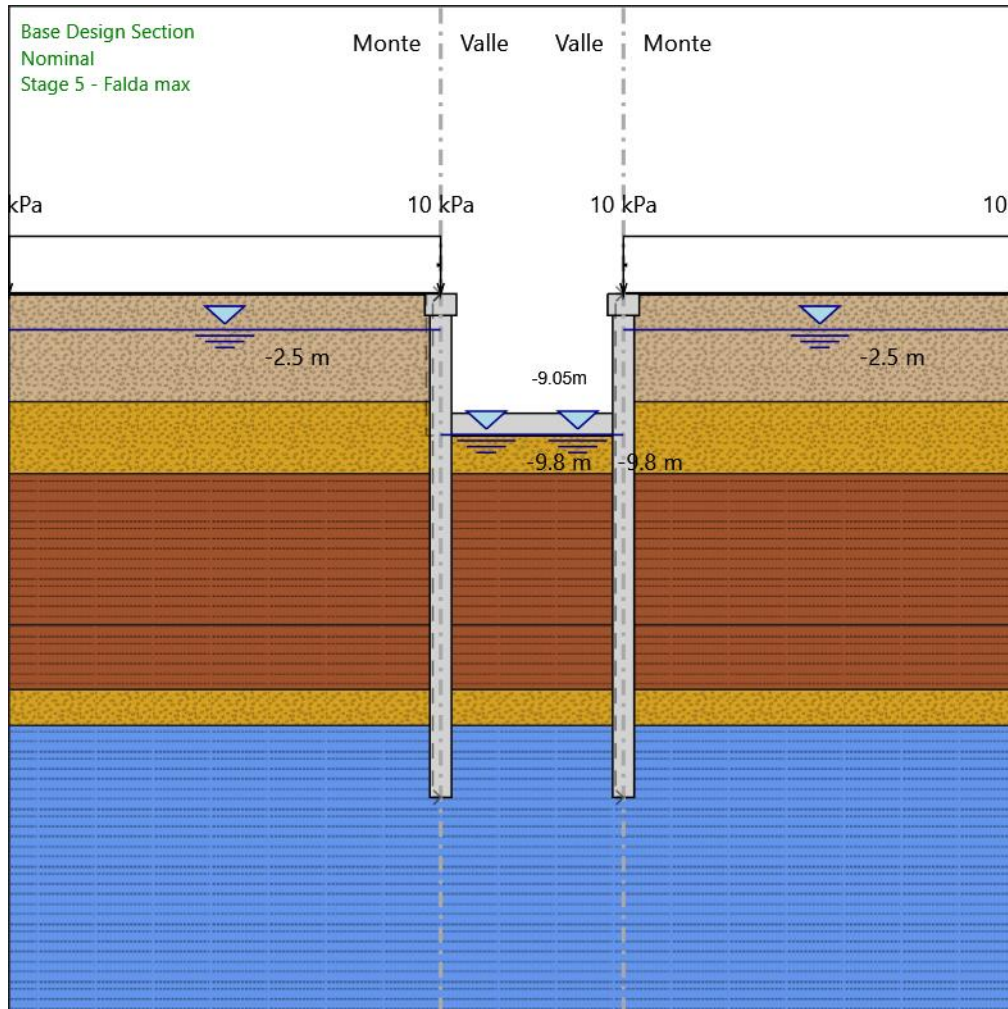 Base Design Section
Nominal
Stage 5 - Falda max
Monte Valle Valle Monte
kPa 10 kPa 10 kPa 10
-2.5 m -2.5 m
-9.05m
-9.8 m -9.8 m